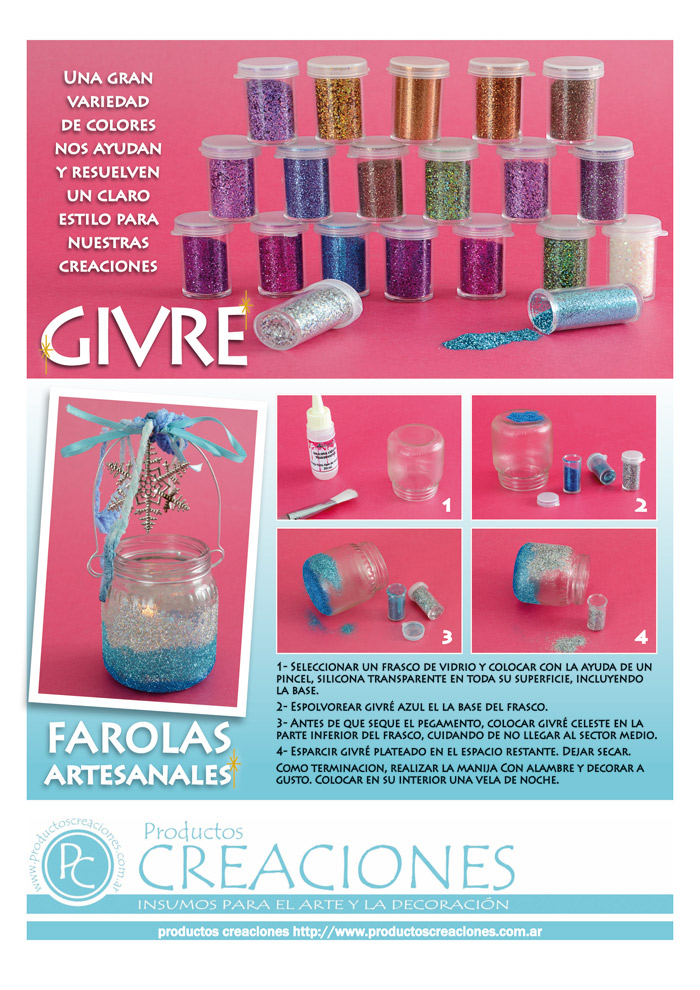 Una gran
variedad
de colores
nos ayudan
y resuelven
un claro
estilo para
nuestras
creaciones
GIVRÉ
1
2
3
4
1- Seleccionar un frasco de vidrio y colocar con la ayuda de un
pincel, silicona transparente en toda su superficie, incluyendo
la base.
2- Espolvorear givré azul el la base del frasco.
3- Antes de que seque el pegamento, colocar givré celeste en la
parte inferior del frasco, cuidando de no llegar al sector medio.
4- Esparcir givré plateado en el espacio restante. Dejar secar.
Como terminacion, realizar la manija Con alambre y decorar a
gusto. Colocar en su interior una vela de noche.
FAROLAS
ARTESANALES
www.productoscreaciones.com.ar
PC
Productos
CREACIONES
INSUMOS PARA EL ARTE Y LA DECORACIÓN
productos creaciones http://www.productoscreaciones.com.ar